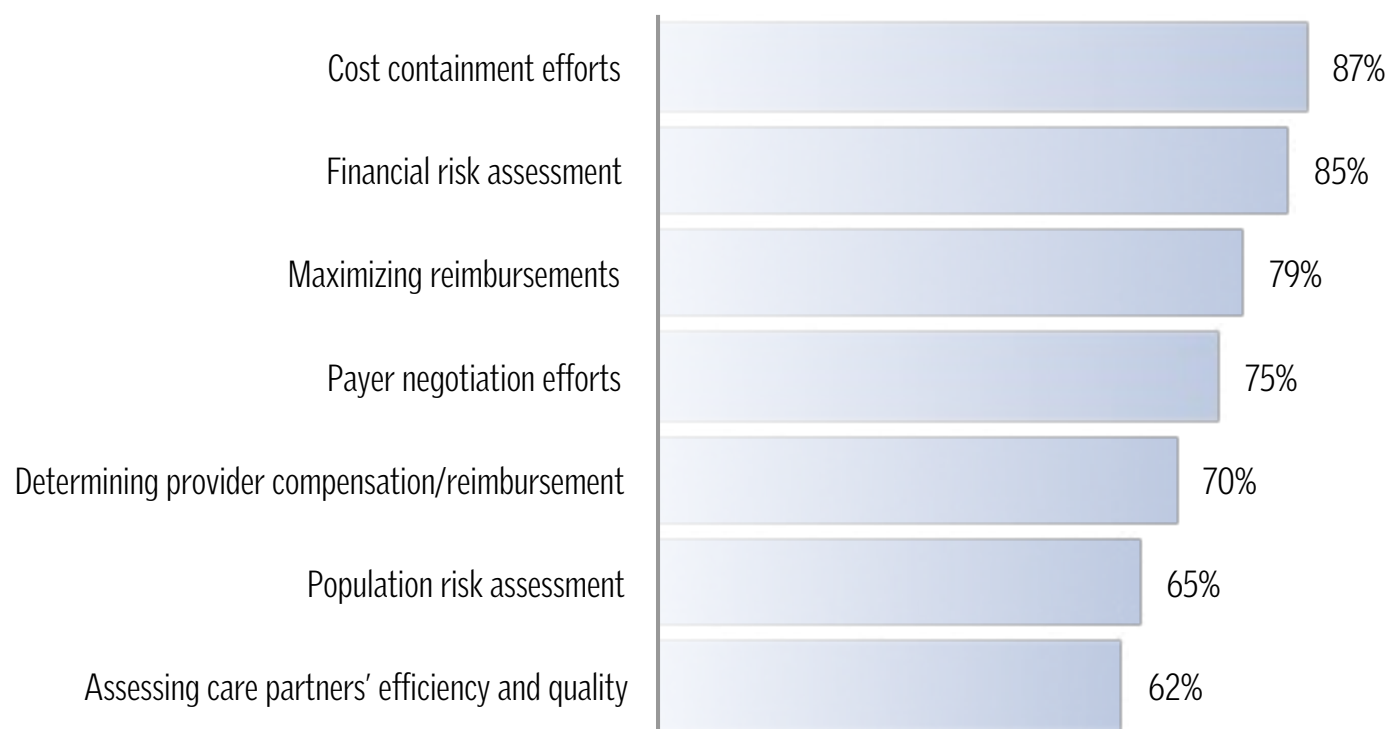 Cost containment efforts 87%
Financial risk assessment 85%
Maximizing reimbursements 79%
Payer negotiation efforts 75%
Determining provider compensation/reimbursement 70%
Population risk assessment 65%
Assessing care partners’ efficiency and quality 62%